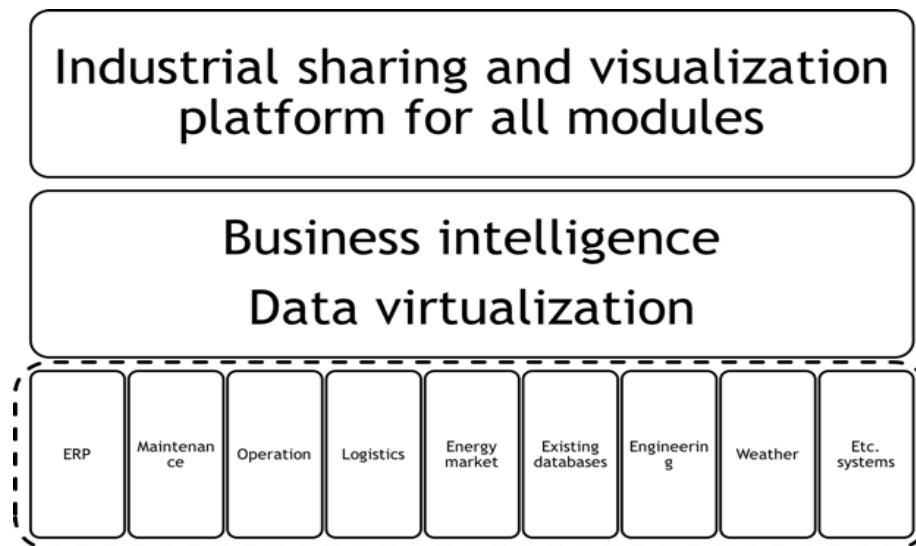 Industrial sharing and visualization
platform for all modules
Business intelligence
Data virtualization
ERP
Maintenan
ce
Operation
Logistics
Energy
market
Existing
databases
Engineerin
g
Weather
Etc.
systems